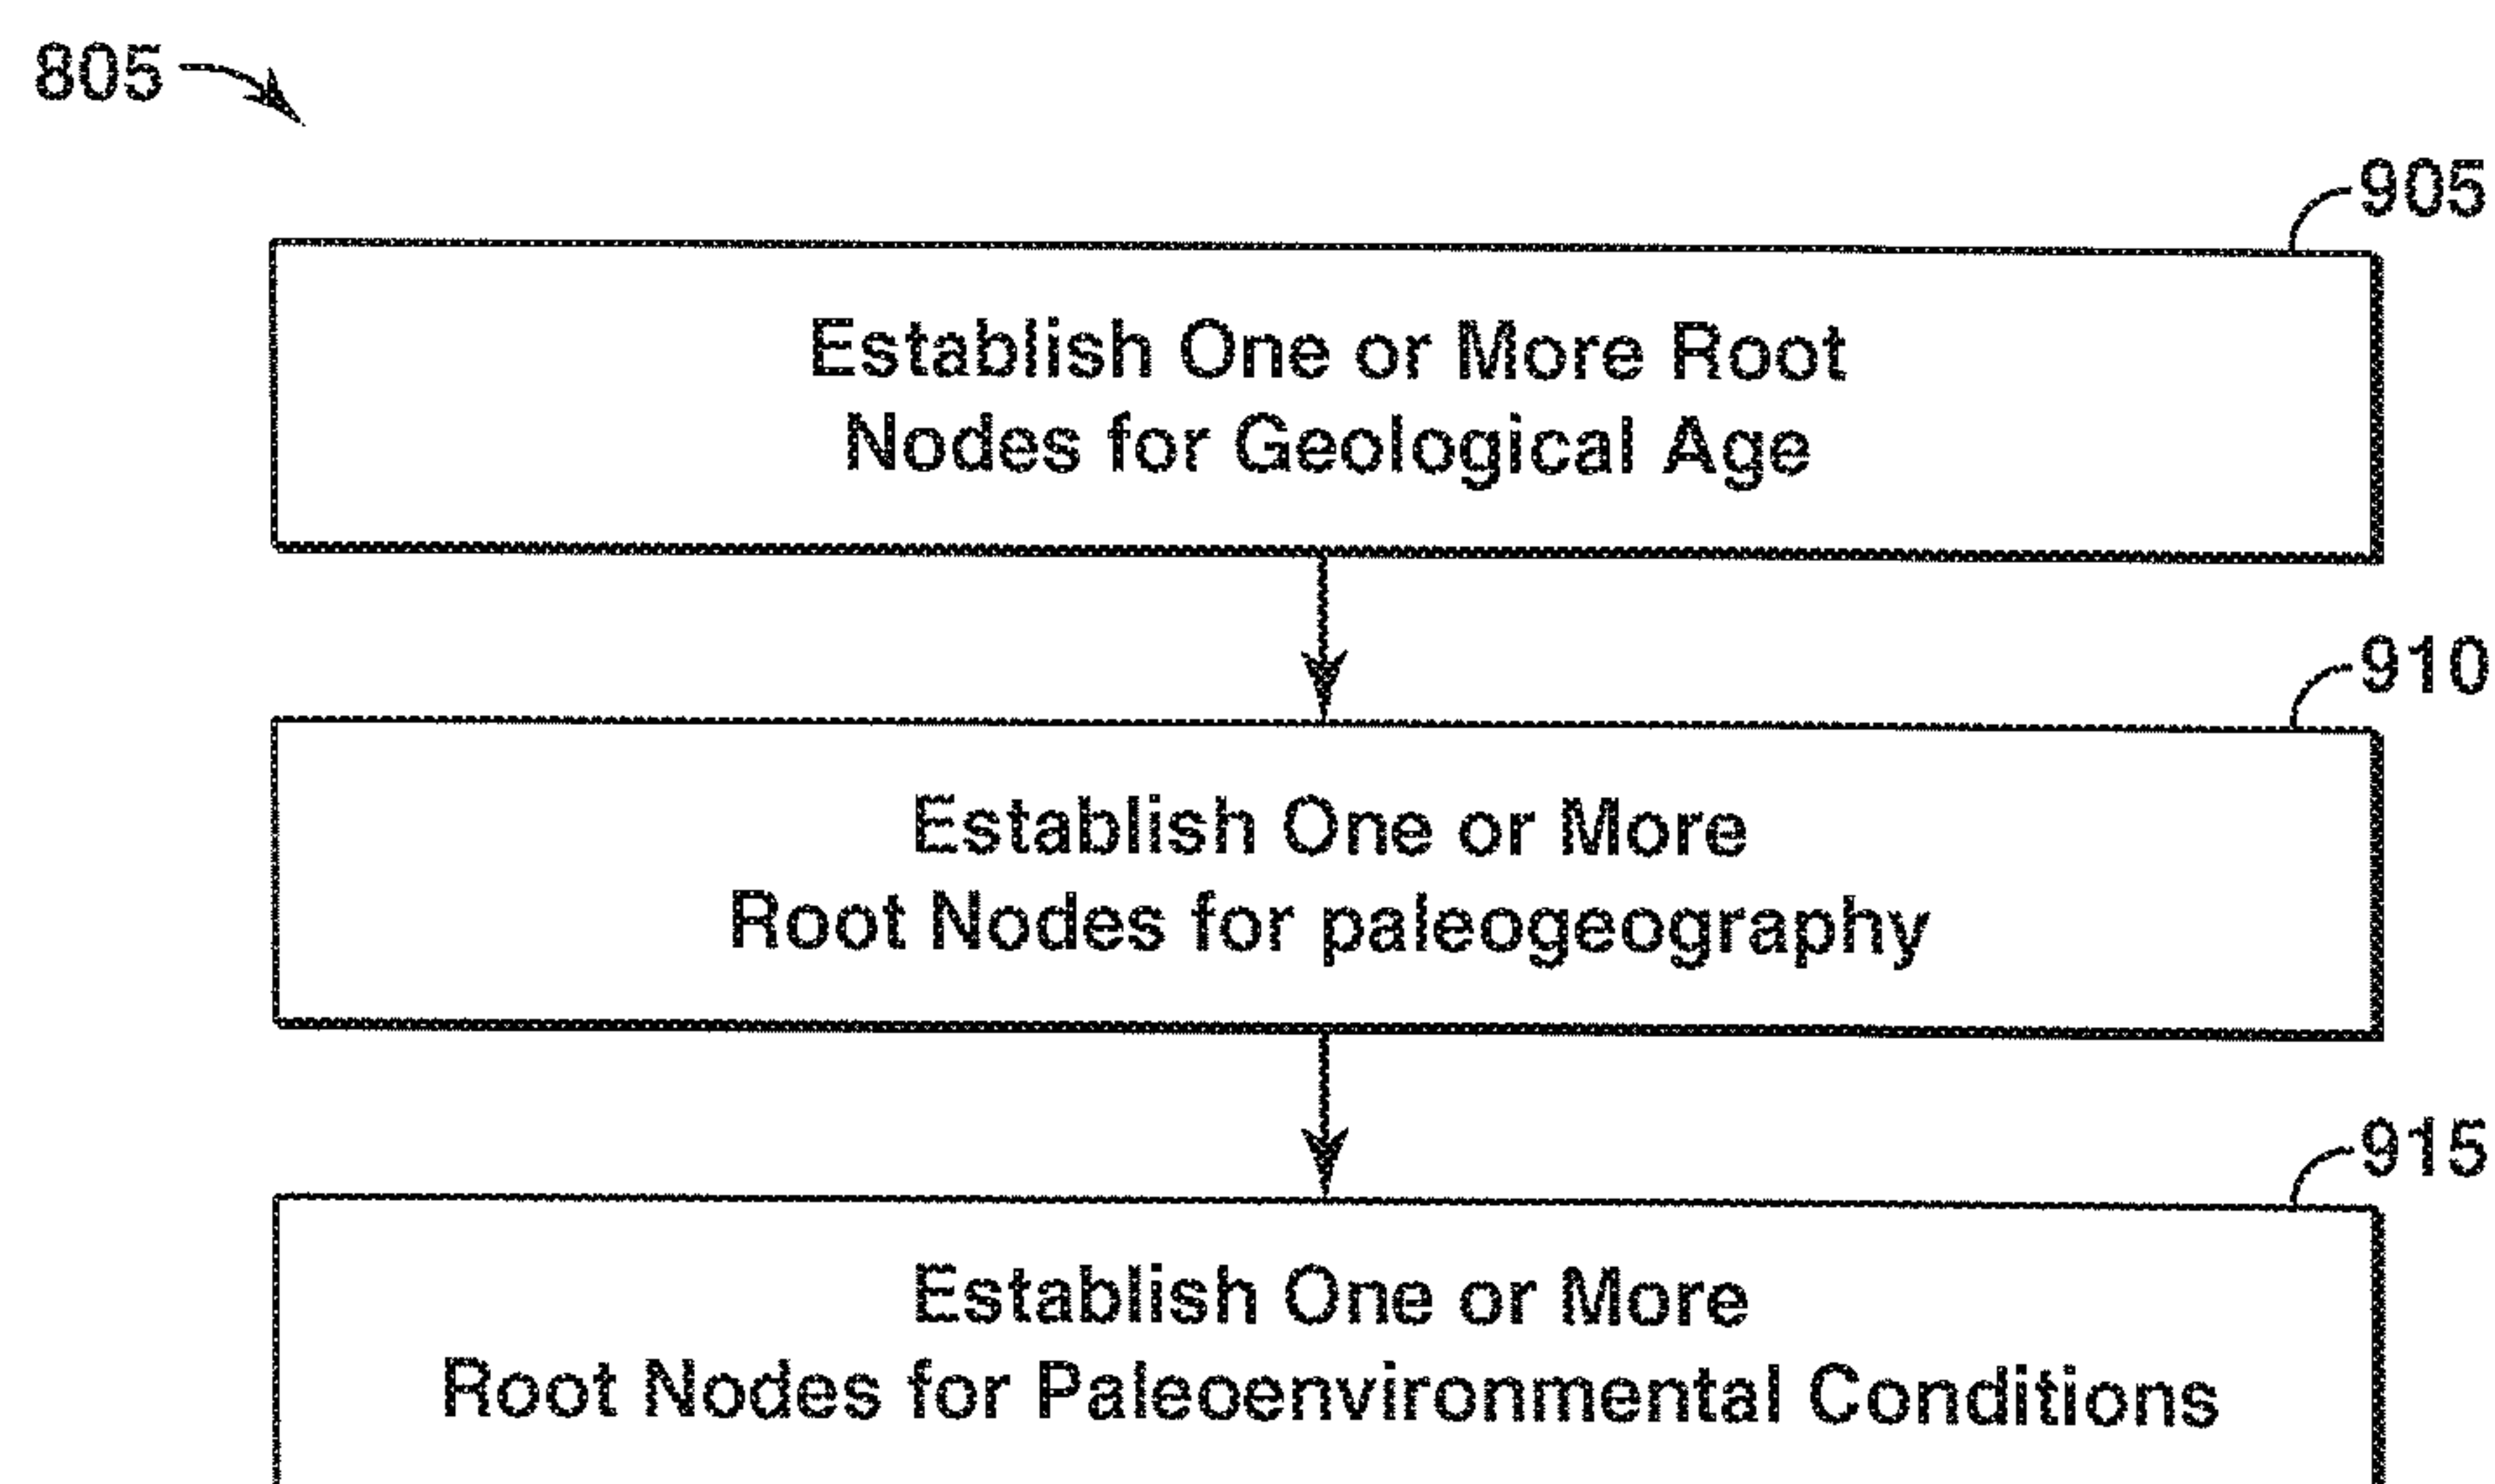 805
905
Establish One or More Root
Nodes for Geological Age
910
Establish One or More
Root Nodes for paleogeography
915
Establish One or More
Root Nodes for Paleoenvironmental Conditions